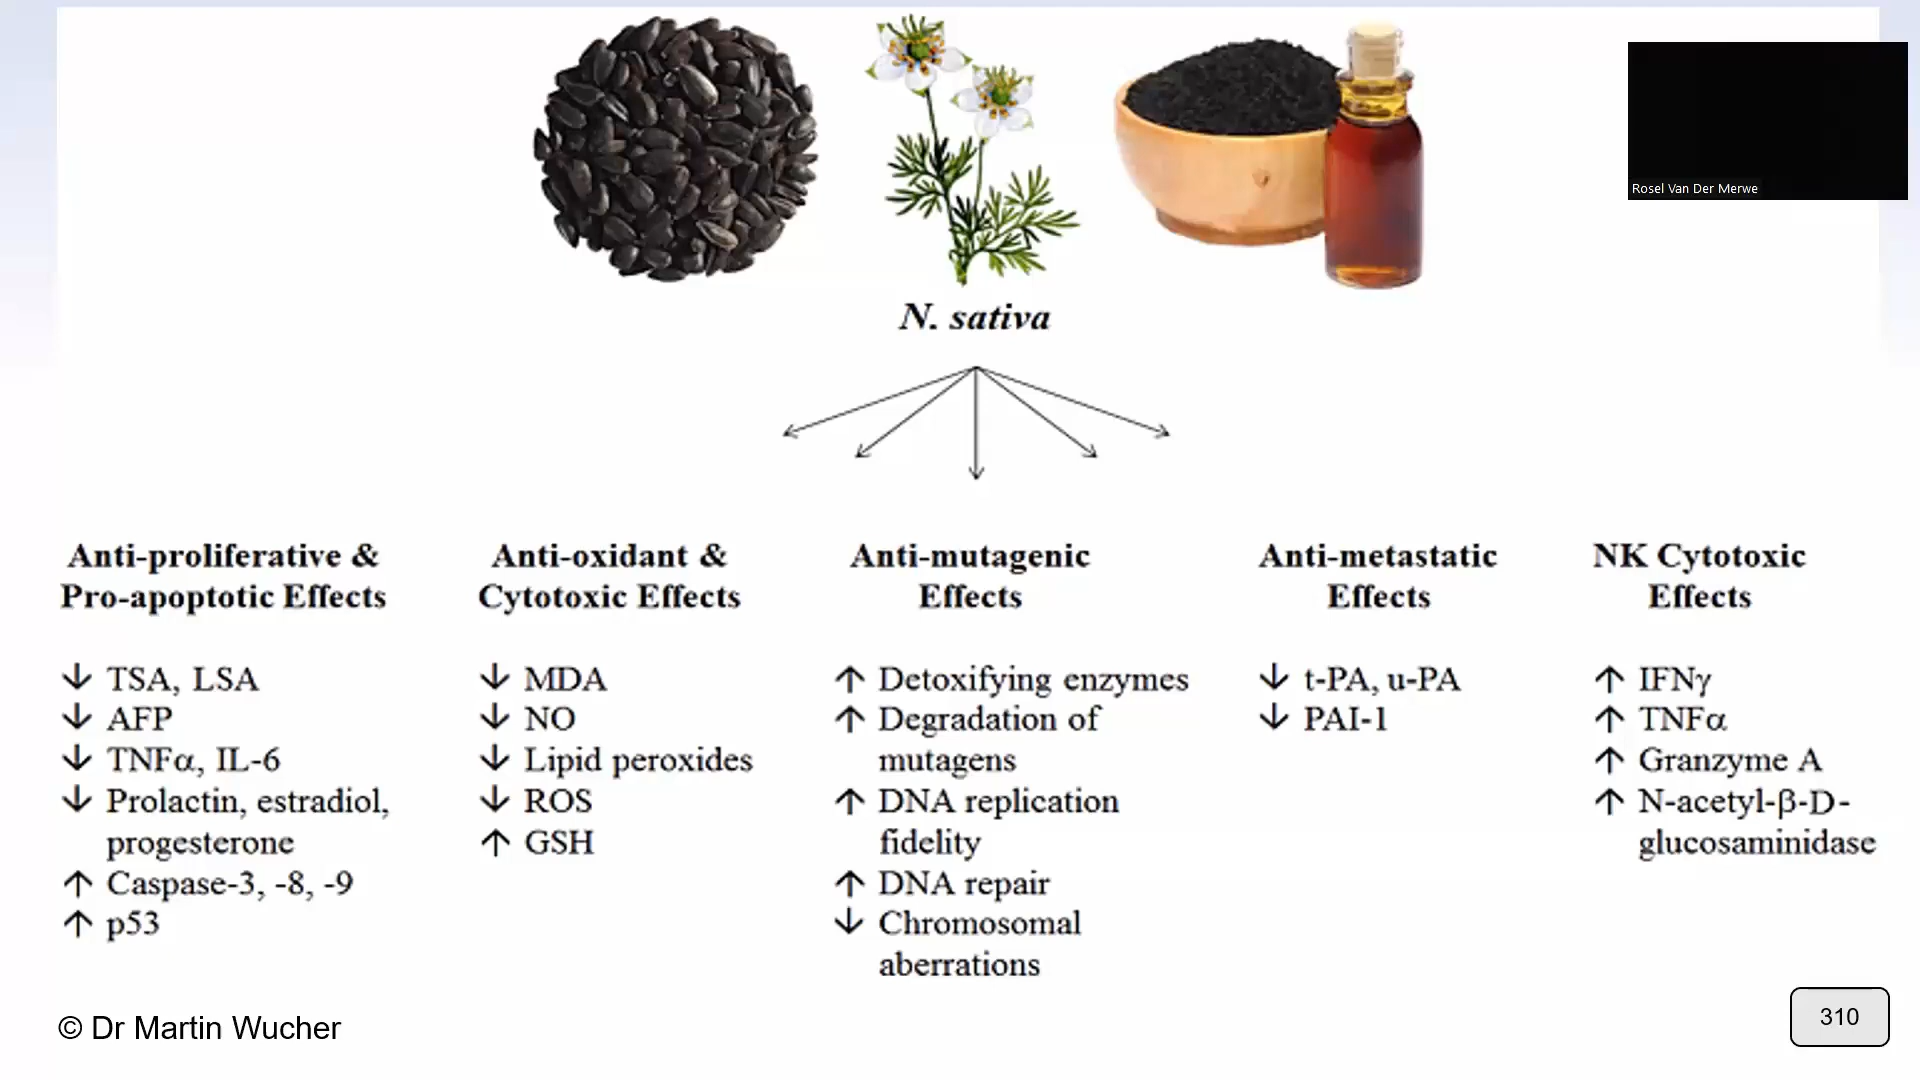 Rosel Van Der Merwe
N. sativa
Anti-proliferative &
Pro-apoptotic Effects
↓ TSA, LSA
↓ AFP
↓ TNFα, IL-6
↓ Prolactin, estradiol,
progesterone
↑ Caspase-3, -8, -9
↑ p53
Anti-oxidant &
Cytotoxic Effects
↓ MDA
↓ NO
↓ Lipid peroxides
↓ ROS
↑ GSH
Anti-mutagenic
Effects
↑ Detoxifying enzymes
↑ Degradation of
mutagens
↑ DNA replication
fidelity
↑ DNA repair
↓ Chromosomal
aberrations
Anti-metastatic
Effects
↓ t-PA, u-PA
↓ PAI-1
NK Cytotoxic
Effects
↑ IFNγ
↑ TNFα
↑ Granzyme A
↑ N-acetyl-β-D-
glucosaminidase
© Dr Martin Wucher
310